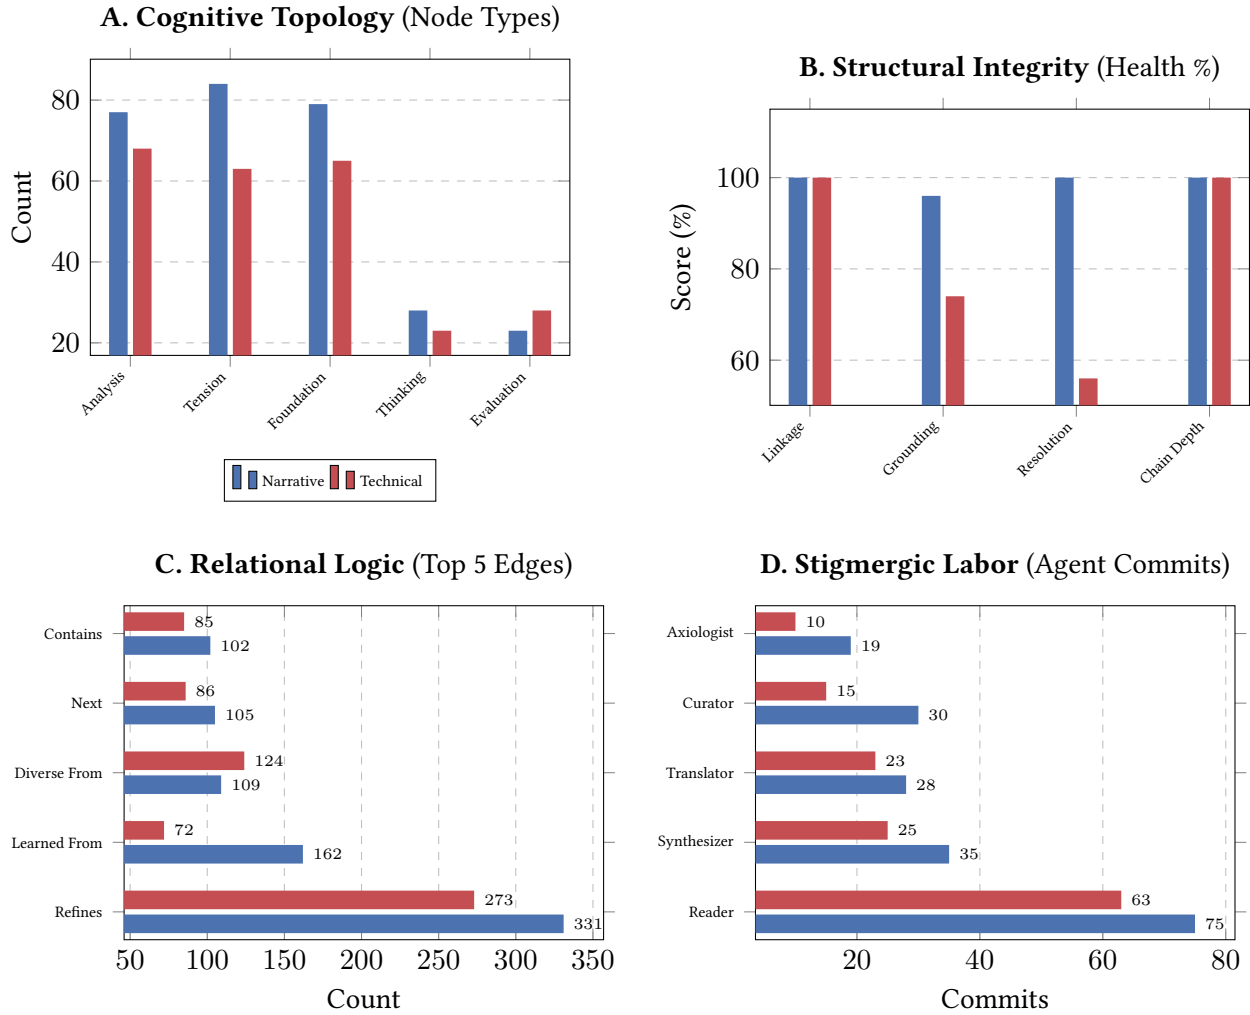 A. Cognitive Topology (Node Types)
Count
80
60
40
20
Analysis
Tension
Foundation
Thinking
Evaluation
Narrative
Technical
B. Structural Integrity (Health %)
Score (%)
100
80
60
Linkage
Grounding
Resolution
Chain Depth
C. Relational Logic (Top 5 Edges)
Contains
85
102
Next
86
105
Diverse From
124
109
Learned From
72
162
Refines
273
331
50 100 150 200 250 300 350
Count
D. Stigmergic Labor (Agent Commits)
Axiologist
10
19
Curator
15
30
Translator
23
28
Synthesizer
25
35
Reader
63
75
20 40 60 80
Commits